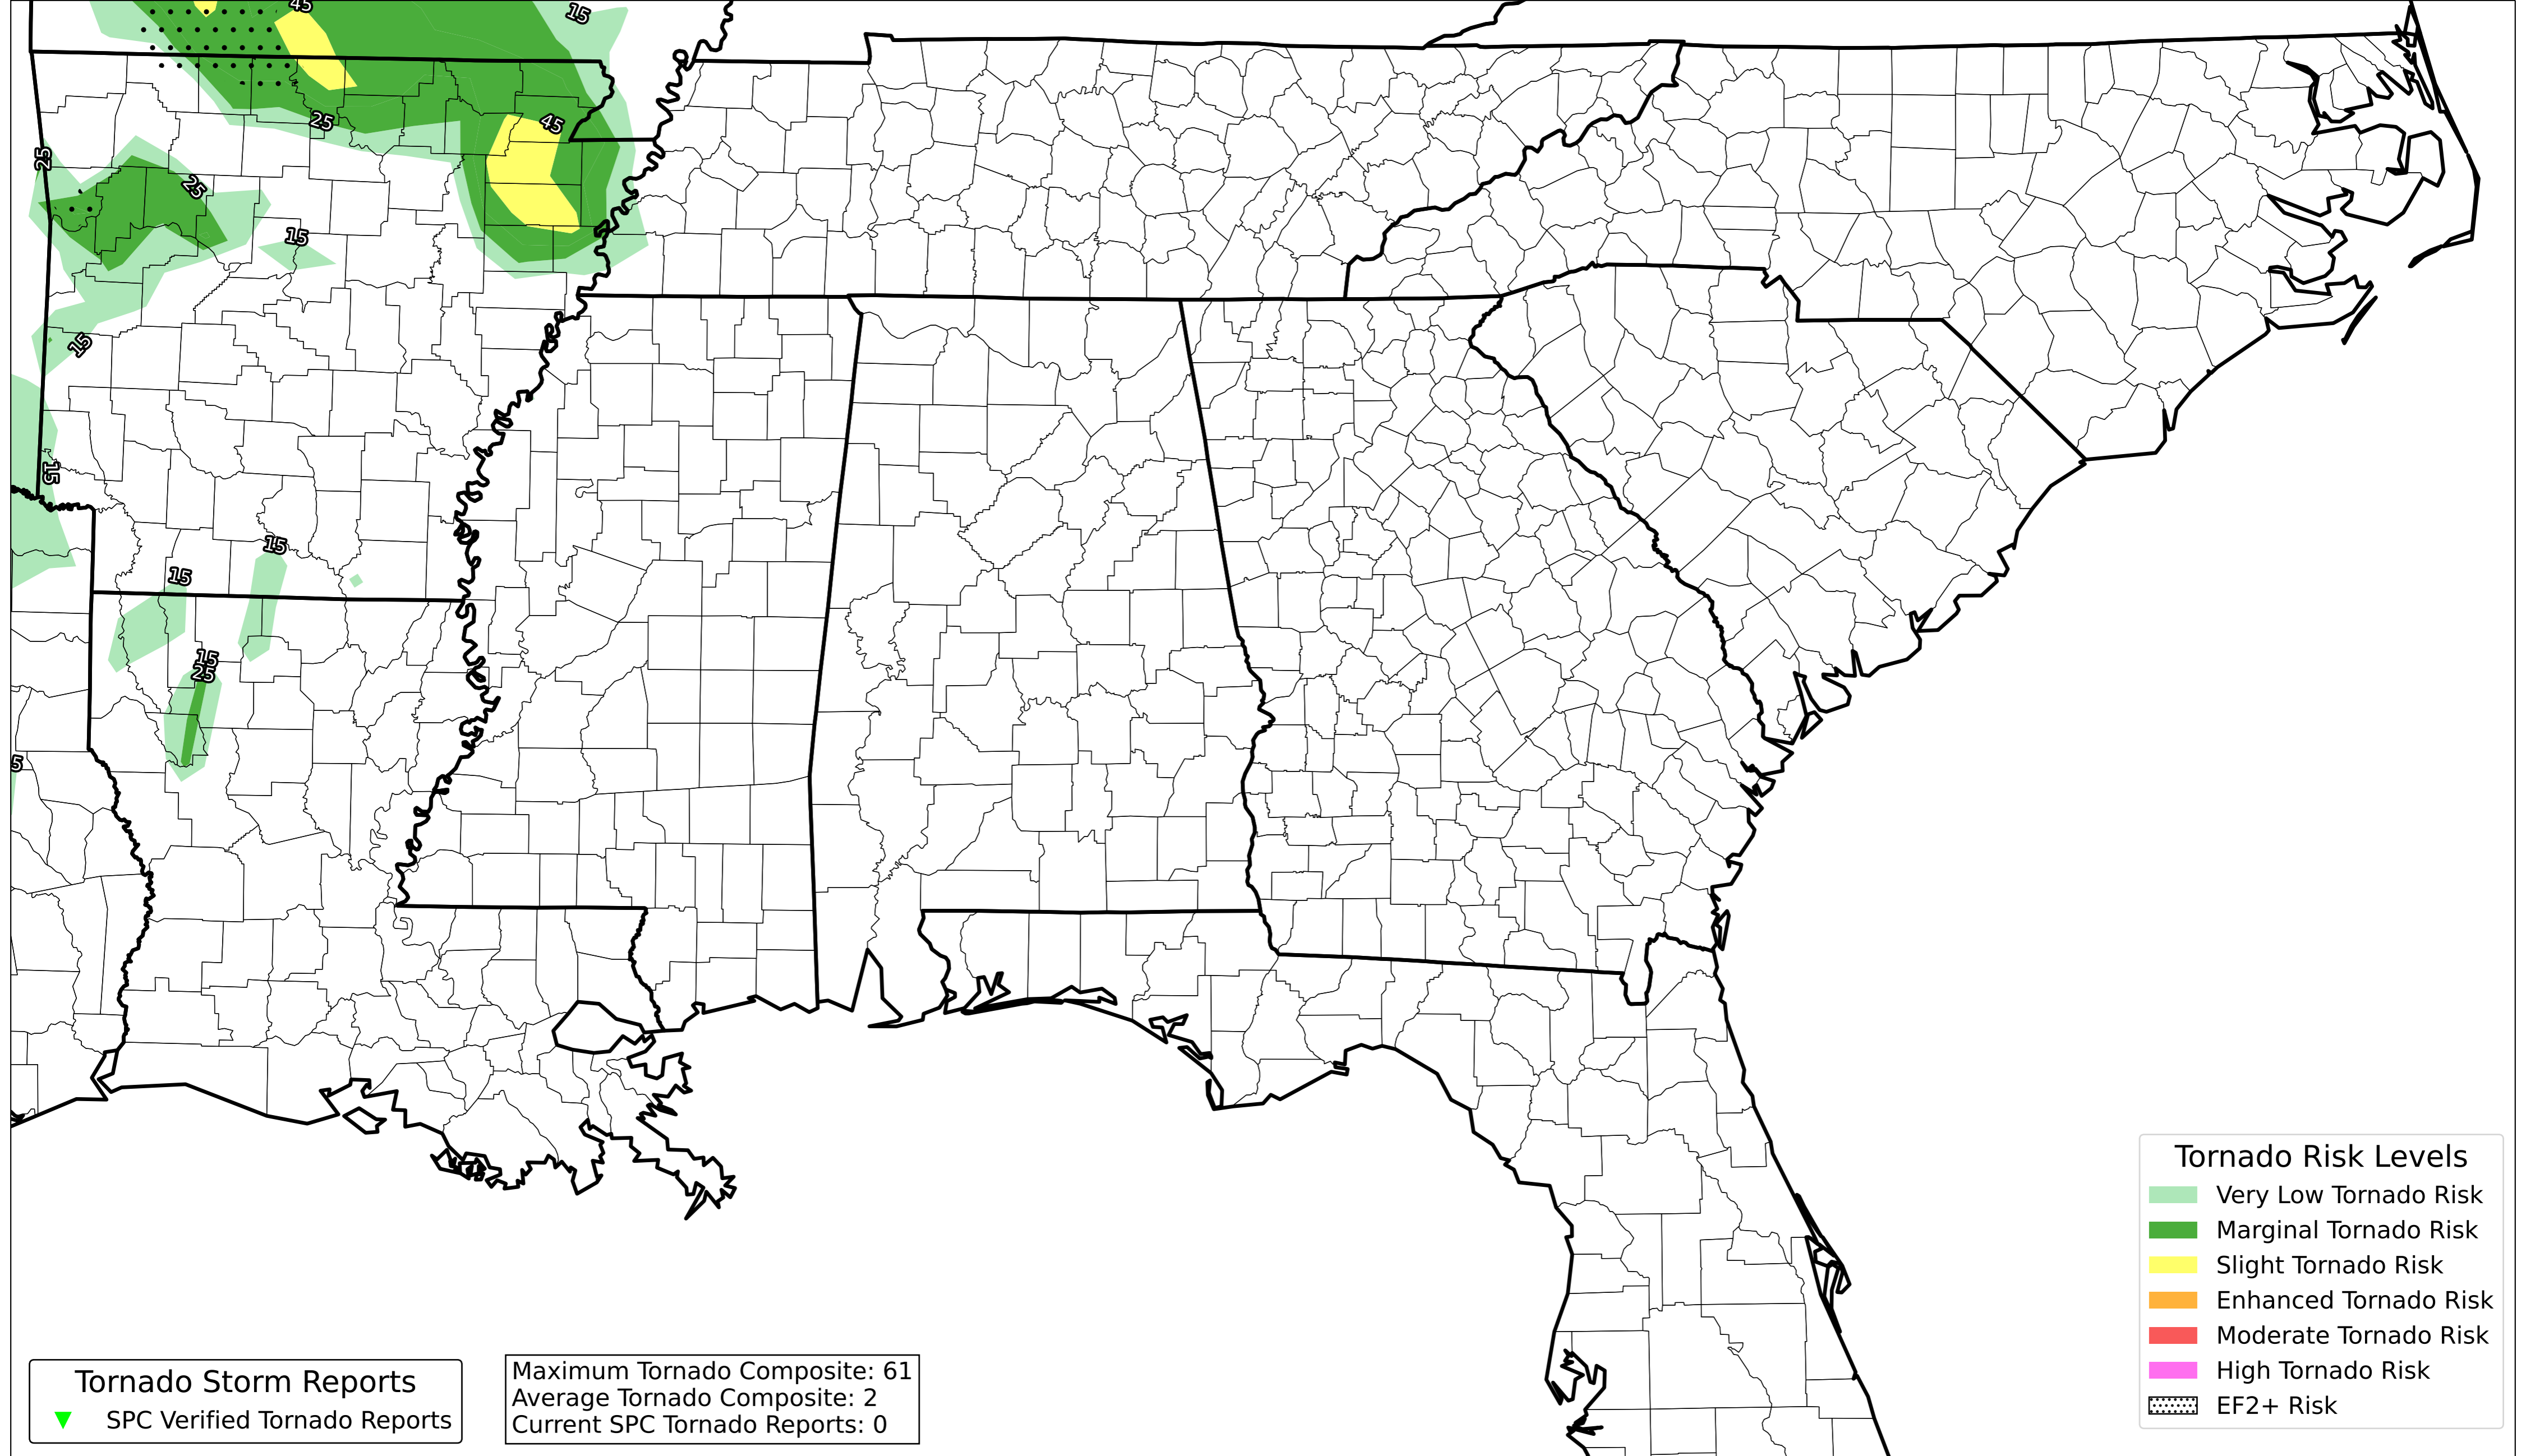 45
15
25
45
25
25
15
15
15
15
15
15
25
5
Tornado Risk Levels
Very Low Tornado Risk
Marginal Tornado Risk
Slight Tornado Risk
Enhanced Tornado Risk
Moderate Tornado Risk
High Tornado Risk
EF2+ Risk
Tornado Storm Reports
SPC Verified Tornado Reports
Maximum Tornado Composite: 61
Average Tornado Composite: 2
Current SPC Tornado Reports: 0